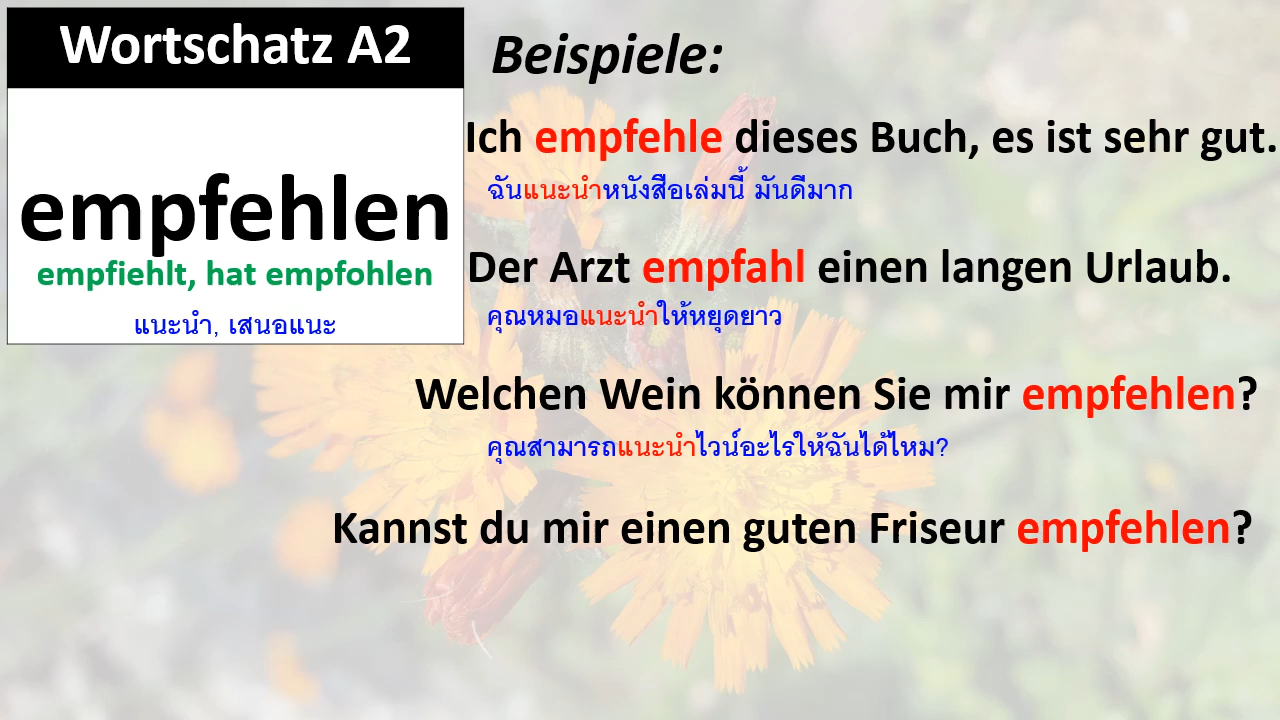 Wortschatz A2
empfehlen
empfiehlt, hat empfohlen
แนะนำ, เสนอแนะ
Beispiele:
Ich empfehle dieses Buch, es ist sehr gut.
ฉันแนะนำหนังสือเล่มนี้ มันดีมาก
Der Arzt empfahl einen langen Urlaub.
คุณหมอแนะนำให้หยุดยาว
Welchen Wein können Sie mir empfehlen?
คุณสามารถแนะนำไวน์อะไรให้ฉันได้ไหม?
Kannst du mir einen guten Friseur empfehlen?